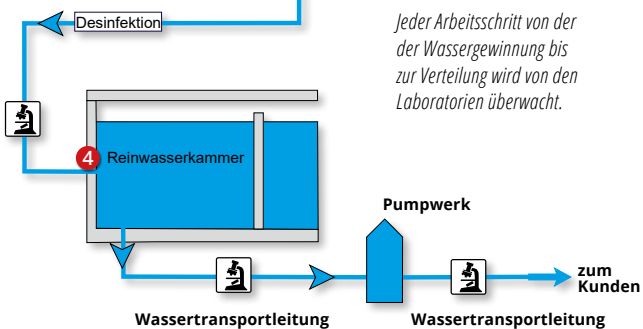 Desinfektion
Jeder Arbeitsschritt von der
der Wassergewinnung bis
zur Verteilung wird von den
Laboratorien überwacht.
4 Reinwasserkammer
Pumpwerk
zum
Kunden
Wassertransportleitung
Wassertransportleitung